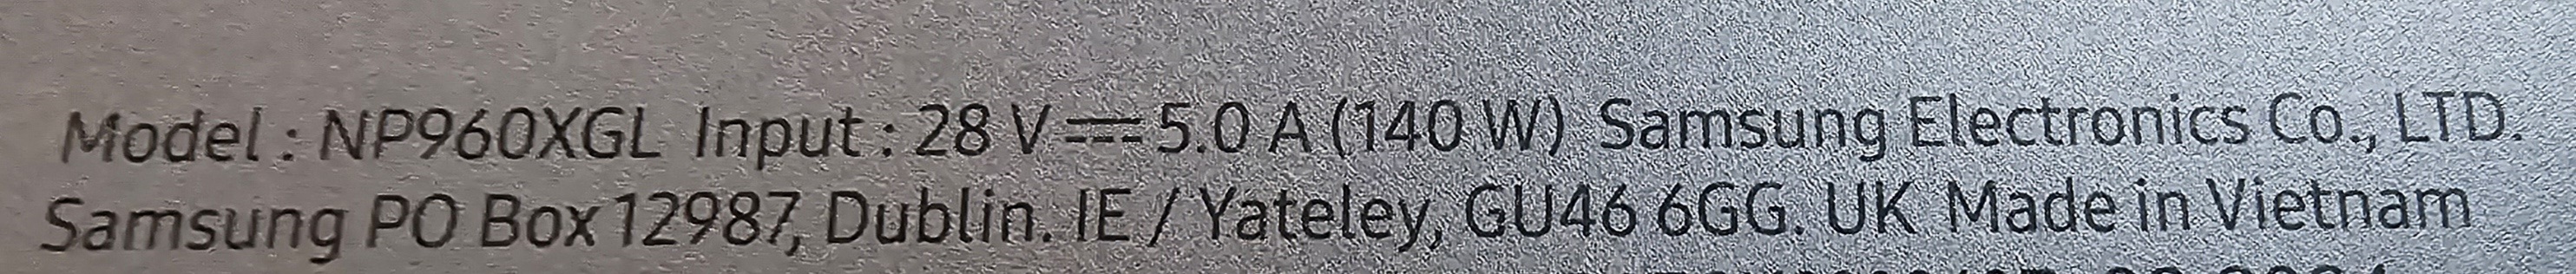 Model : NP960XGL Input : 28 V⎓5.0 A (140 W) Samsung Electronics Co., LTD.
Samsung PO Box 12987, Dublin. IE / Yateley, GU46 6GG. UK Made in Vietnam